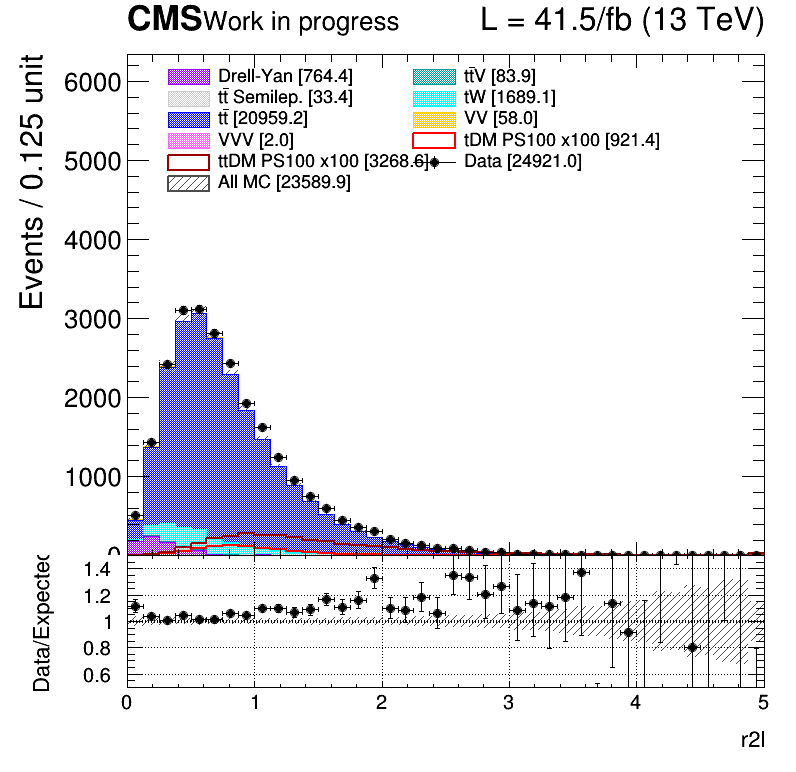 CMS Work in progress L = 41.5/fb (13 TeV)
Events / 0.125 unit
6000
5000
4000
3000
2000
1000
0
Drell-Yan [764.4] tt̄V [83.9]
tt̄ Semilep. [33.4] tW [1689.1]
tt̄ [20959.2] VV [58.0]
VVV [2.0] tDM PS100 x100 [921.4]
ttDM PS100 x100 [3268.6] Data [24921.0]
All MC [23589.9]
Data/Expected
1.4
1.2
1
0.8
0.6
0 1 2 3 4 5
r2l